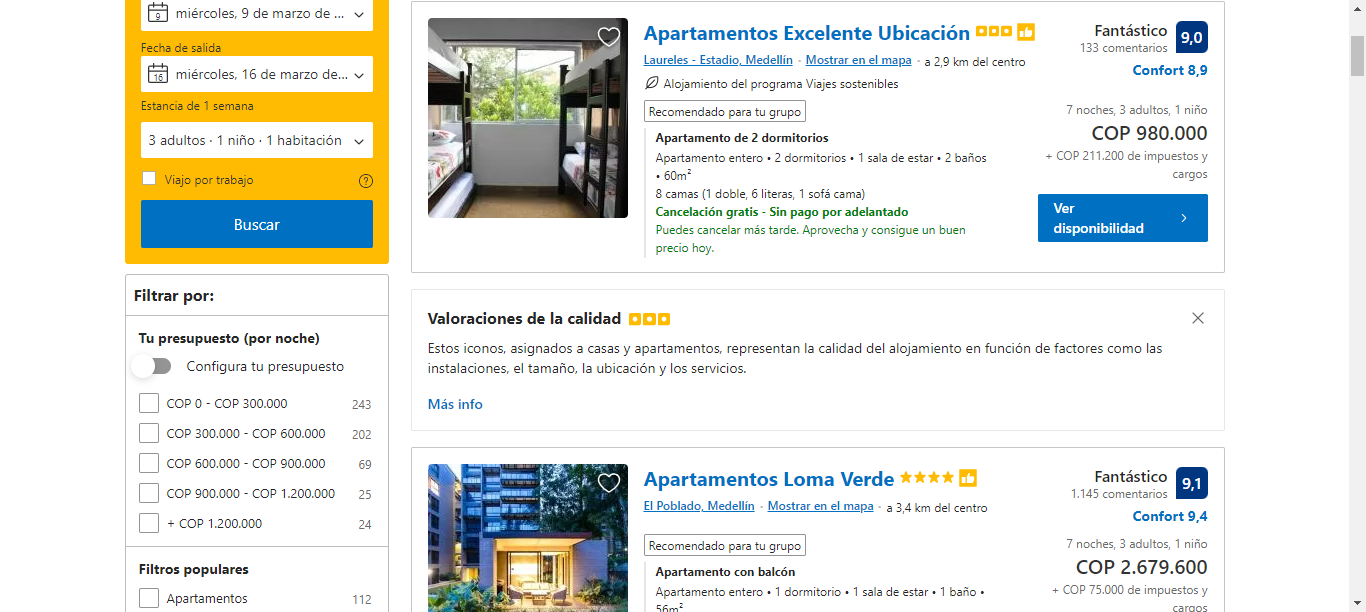 9
miércoles, 9 de marzo de ...
Fecha de salida
16
miércoles, 16 de marzo de...
Estancia de 1 semana
3 adultos · 1 niño · 1 habitación
Viajo por trabajo
?
Buscar
Filtrar por:
Tu presupuesto (por noche)
Configura tu presupuesto
COP 0 - COP 300.000 243
COP 300.000 - COP 600.000 202
COP 600.000 - COP 900.000 69
COP 900.000 - COP 1.200.000 25
+ COP 1.200.000 24
Filtros populares
Apartamentos 112
Apartamentos Excelente Ubicación
Laureles - Estadio, Medellín · Mostrar en el mapa · a 2,9 km del centro
Alojamiento del programa Viajes sostenibles
Recomendado para tu grupo
Apartamento de 2 dormitorios
Apartamento entero • 2 dormitorios • 1 sala de estar • 2 baños
• 60m²
8 camas (1 doble, 6 literas, 1 sofá cama)
Cancelación gratis - Sin pago por adelantado
Puedes cancelar más tarde. Aprovecha y consigue un buen
precio hoy.
Fantástico 9,0
133 comentarios
Confort 8,9
7 noches, 3 adultos, 1 niño
COP 980.000
+ COP 211.200 de impuestos y
cargos
Ver
disponibilidad
Valoraciones de la calidad
Estos iconos, asignados a casas y apartamentos, representan la calidad del alojamiento en función de factores como las
instalaciones, el tamaño, la ubicación y los servicios.
Más info
Apartamentos Loma Verde
El Poblado, Medellín · Mostrar en el mapa · a 3,4 km del centro
Recomendado para tu grupo
Apartamento con balcón
Apartamento entero • 1 dormitorio • 1 sala de estar • 1 baño •
56m²
Fantástico 9,1
1.145 comentarios
Confort 9,4
7 noches, 3 adultos, 1 niño
COP 2.679.600
+ COP 75.000 de impuestos y
cargos